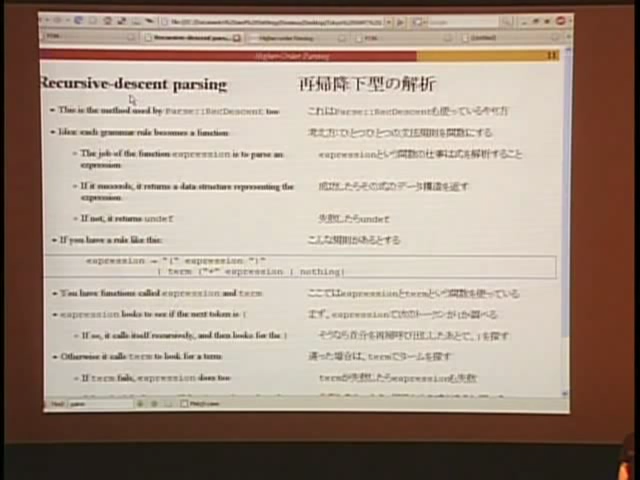 Higher-Order Parsing
11
Recursive-descent parsing
再帰降下型の解析
This is the method used by Parse::RecDescent too
これはParse::RecDescentも使っているやり方
Idea: each grammar rule becomes a function
考え方:ひとつひとつの文法規則を関数にする
The job of the function expression is to parse an
expression
expressionという関数の仕事は式を解析すること
If it succeeds, it returns a data structure representing the
expression
成功したらその式のデータ構造を返す
If not, it returns undef
失敗したらundef
If you have a rule like this:
こんな規則があるとする
expression → "(" expression ")"
| term ("+" expression | nothing)
You have functions called expression and term
ここではexpressionとtermという関数を使っている
expression looks to see if the next token is (
まず、expressionで次のトークンが(か調べる
If so, it calls itself recursively, and then looks for the )
そうなら自分を再帰呼び出ししたあとで、)を探す
Otherwise it calls term to look for a term
違った場合は、termでタームを探す
If term fails, expression does too
termが失敗したらexpressionも失敗